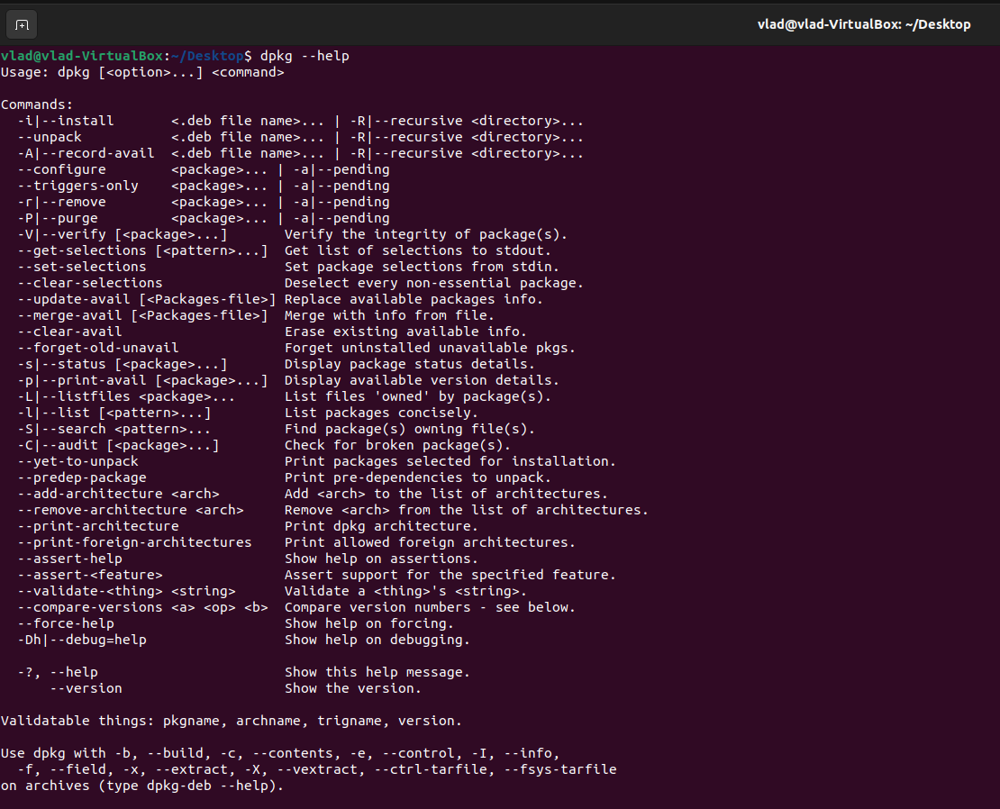 vlad@vlad-VirtualBox: ~/Desktop
vlad@vlad-VirtualBox:~/Desktop$ dpkg --help
Usage: dpkg [<option>...] <command>

Commands:
  -i|--install       <.deb file name>... | -R|--recursive <directory>...
  --unpack           <.deb file name>... | -R|--recursive <directory>...
  -A|--record-avail  <.deb file name>... | -R|--recursive <directory>...
  --configure        <package>... | -a|--pending
  --triggers-only    <package>... | -a|--pending
  -r|--remove        <package>... | -a|--pending
  -P|--purge         <package>... | -a|--pending
  -V|--verify [<package>...]       Verify the integrity of package(s).
  --get-selections [<pattern>...]  Get list of selections to stdout.
  --set-selections                 Set package selections from stdin.
  --clear-selections               Deselect every non-essential package.
  --update-avail [<Packages-file>] Replace available packages info.
  --merge-avail [<Packages-file>]  Merge with info from file.
  --clear-avail                    Erase existing available info.
  --forget-old-unavail             Forget uninstalled unavailable pkgs.
  -s|--status [<package>...]       Display package status details.
  -p|--print-avail [<package>...]  Display available version details.
  -L|--listfiles <package>...      List files 'owned' by package(s).
  -l|--list [<pattern>...]         List packages concisely.
  -S|--search <pattern>...         Find package(s) owning file(s).
  -C|--audit [<package>...]        Check for broken package(s).
  --yet-to-unpack                  Print packages selected for installation.
  --predep-package                 Print pre-dependencies to unpack.
  --add-architecture <arch>        Add <arch> to the list of architectures.
  --remove-architecture <arch>     Remove <arch> from the list of architectures.
  --print-architecture             Print dpkg architecture.
  --print-foreign-architectures    Print allowed foreign architectures.
  --assert-help                    Show help on assertions.
  --assert-<feature>               Assert support for the specified feature.
  --validate-<thing> <string>      Validate a <thing>'s <string>.
  --compare-versions <a> <op> <b>  Compare version numbers - see below.
  --force-help                     Show help on forcing.
  -Dh|--debug=help                 Show help on debugging.

  -?, --help                       Show this help message.
      --version                    Show the version.

Validatable things: pkgname, archname, trigname, version.

Use dpkg with -b, --build, -c, --contents, -e, --control, -I, --info,
  -f, --field, -x, --extract, -X, --vextract, --ctrl-tarfile, --fsys-tarfile
on archives (type dpkg-deb --help).